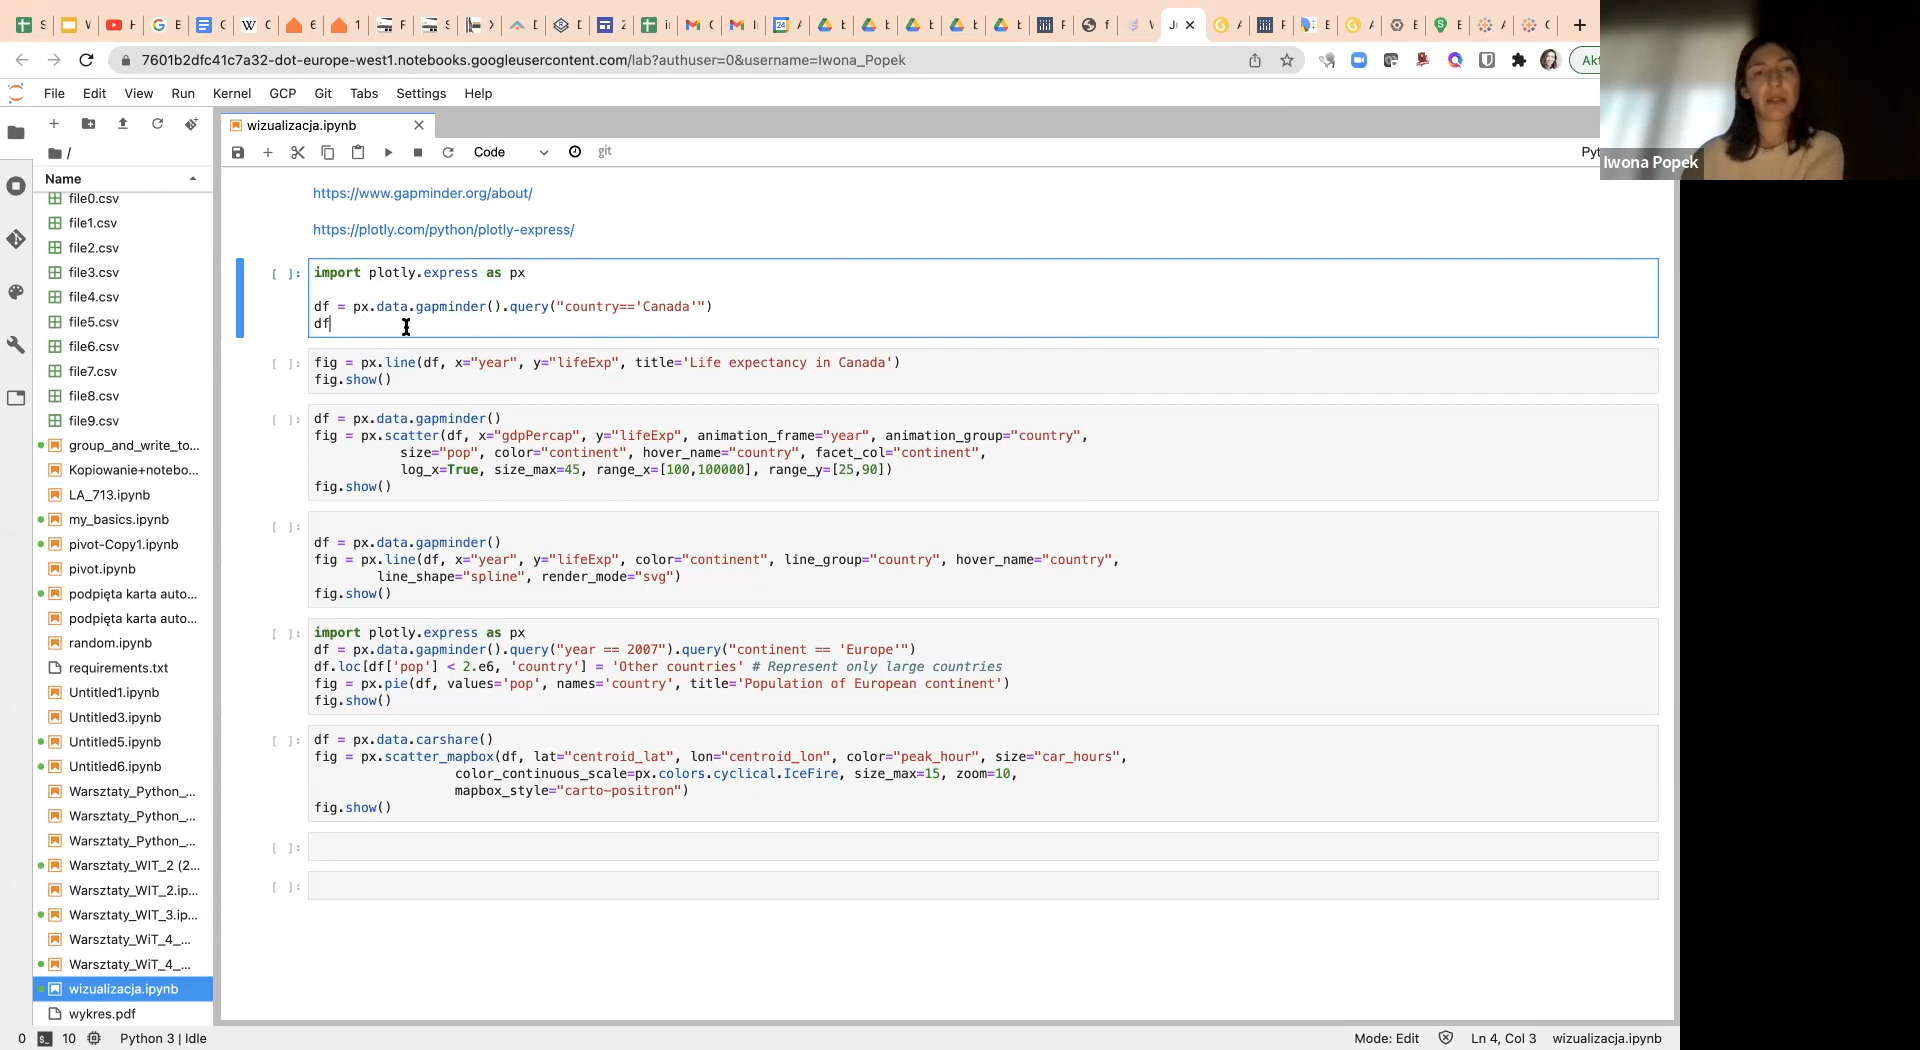 S
V
H
E
G
W
C
6
1
F
S
X
D
D
Z
ii
C
I
A
k
k
k
k
k
F
f
V
J
A
F
E
A
E
E
A
C
7601b2dfc41c7a32-dot-europe-west1.notebooks.googleusercontent.com/lab?authuser=0&username=Iwona_Popek
Akt
File Edit View Run Kernel GCP Git Tabs Settings Help
wizualizacja.ipynb
/
Code
git
Iwona Popek
Name
file0.csv
file1.csv
file2.csv
file3.csv
file4.csv
file5.csv
file6.csv
file7.csv
file8.csv
file9.csv
group_and_write_to...
Kopiowanie+notebo...
LA_713.ipynb
my_basics.ipynb
pivot-Copy1.ipynb
pivot.ipynb
podpięta karta auto...
podpięta karta auto...
random.ipynb
requirements.txt
Untitled1.ipynb
Untitled3.ipynb
Untitled5.ipynb
Untitled6.ipynb
Warsztaty_Python_...
Warsztaty_Python_...
Warsztaty_Python_...
Warsztaty_WIT_2 (2...
Warsztaty_WIT_2.ip...
Warsztaty_WIT_3.ip...
Warsztaty_WiT_4_...
Warsztaty_WiT_4_...
wizualizacja.ipynb
wykres.pdf
https://www.gapminder.org/about/
https://plotly.com/python/plotly-express/
[ ]: import plotly.express as px
df = px.data.gapminder().query("country=='Canada'")
df
[ ]: fig = px.line(df, x="year", y="lifeExp", title='Life expectancy in Canada')
fig.show()
[ ]: df = px.data.gapminder()
fig = px.scatter(df, x="gdpPercap", y="lifeExp", animation_frame="year", animation_group="country",
size="pop", color="continent", hover_name="country", facet_col="continent",
log_x=True, size_max=45, range_x=[100,100000], range_y=[25,90])
fig.show()
[ ]:
df = px.data.gapminder()
fig = px.line(df, x="year", y="lifeExp", color="continent", line_group="country", hover_name="country",
line_shape="spline", render_mode="svg")
fig.show()
[ ]: import plotly.express as px
df = px.data.gapminder().query("year == 2007").query("continent == 'Europe'")
df.loc[df['pop'] < 2.e6, 'country'] = 'Other countries' # Represent only large countries
fig = px.pie(df, values='pop', names='country', title='Population of European continent')
fig.show()
[ ]: df = px.data.carshare()
fig = px.scatter_mapbox(df, lat="centroid_lat", lon="centroid_lon", color="peak_hour", size="car_hours",
color_continuous_scale=px.colors.cyclical.IceFire, size_max=15, zoom=10,
mapbox_style="carto-positron")
fig.show()
[ ]:
[ ]:
0 10 Python 3 | Idle
Mode: Edit Ln 4, Col 3 wizualizacja.ipynb